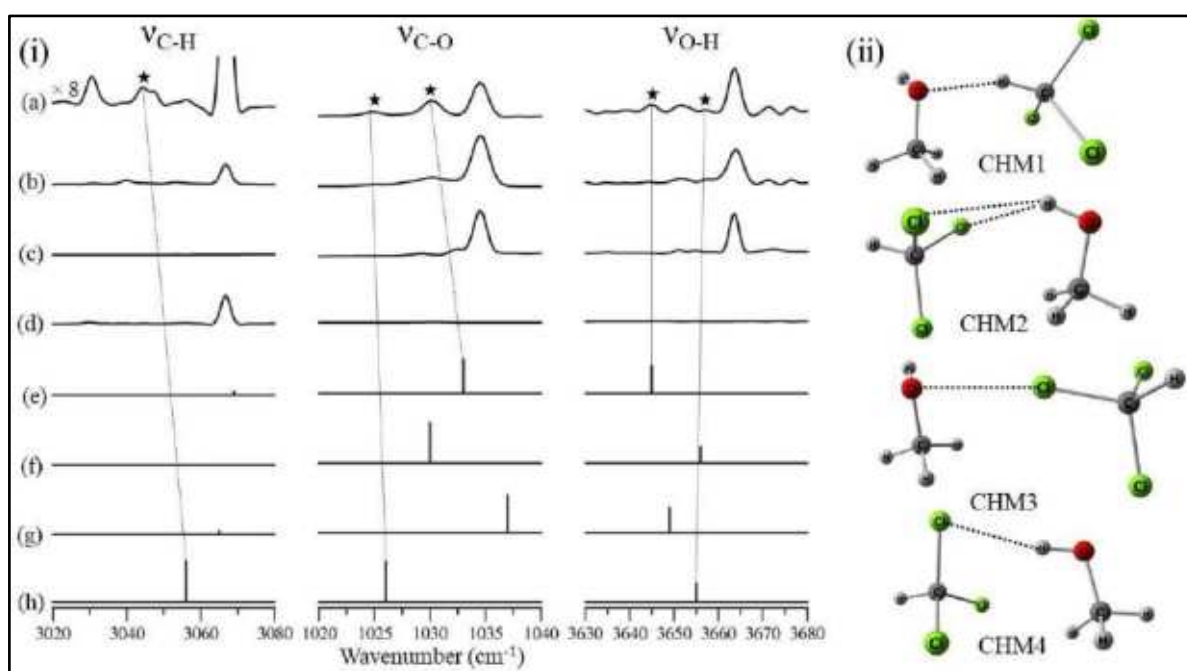 (i)
ν_C-H
ν_C-O
ν_O-H
(ii)
× 8
(a)
★
★ ★
★ ★
(b)
(c)
(d)
(e)
(f)
(g)
(h)
3020 3040 3060 3080
1020 1025 1030 1035 1040
3630 3640 3650 3660 3670 3680
Wavenumber (cm⁻¹)
CHM1
CHM2
CHM3
CHM4